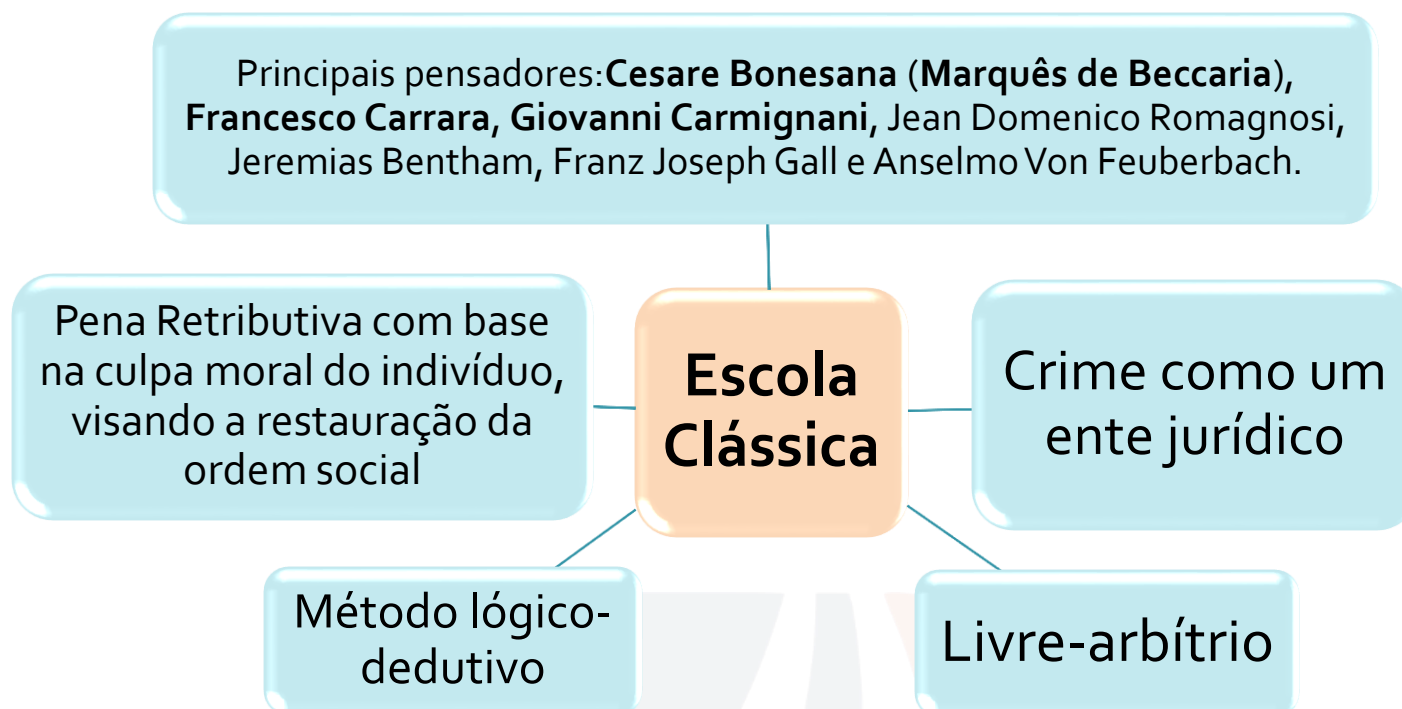 Principais pensadores:Cesare Bonesana (Marquês de Beccaria),
Francesco Carrara, Giovanni Carmignani, Jean Domenico Romagnosi,
Jeremias Bentham, Franz Joseph Gall e Anselmo Von Feuberbach.
Pena Retributiva com base
na culpa moral do indivíduo,
visando a restauração da
ordem social
Escola
Clássica
Crime como um
ente jurídico
Método lógico-
dedutivo
Livre-arbítrio